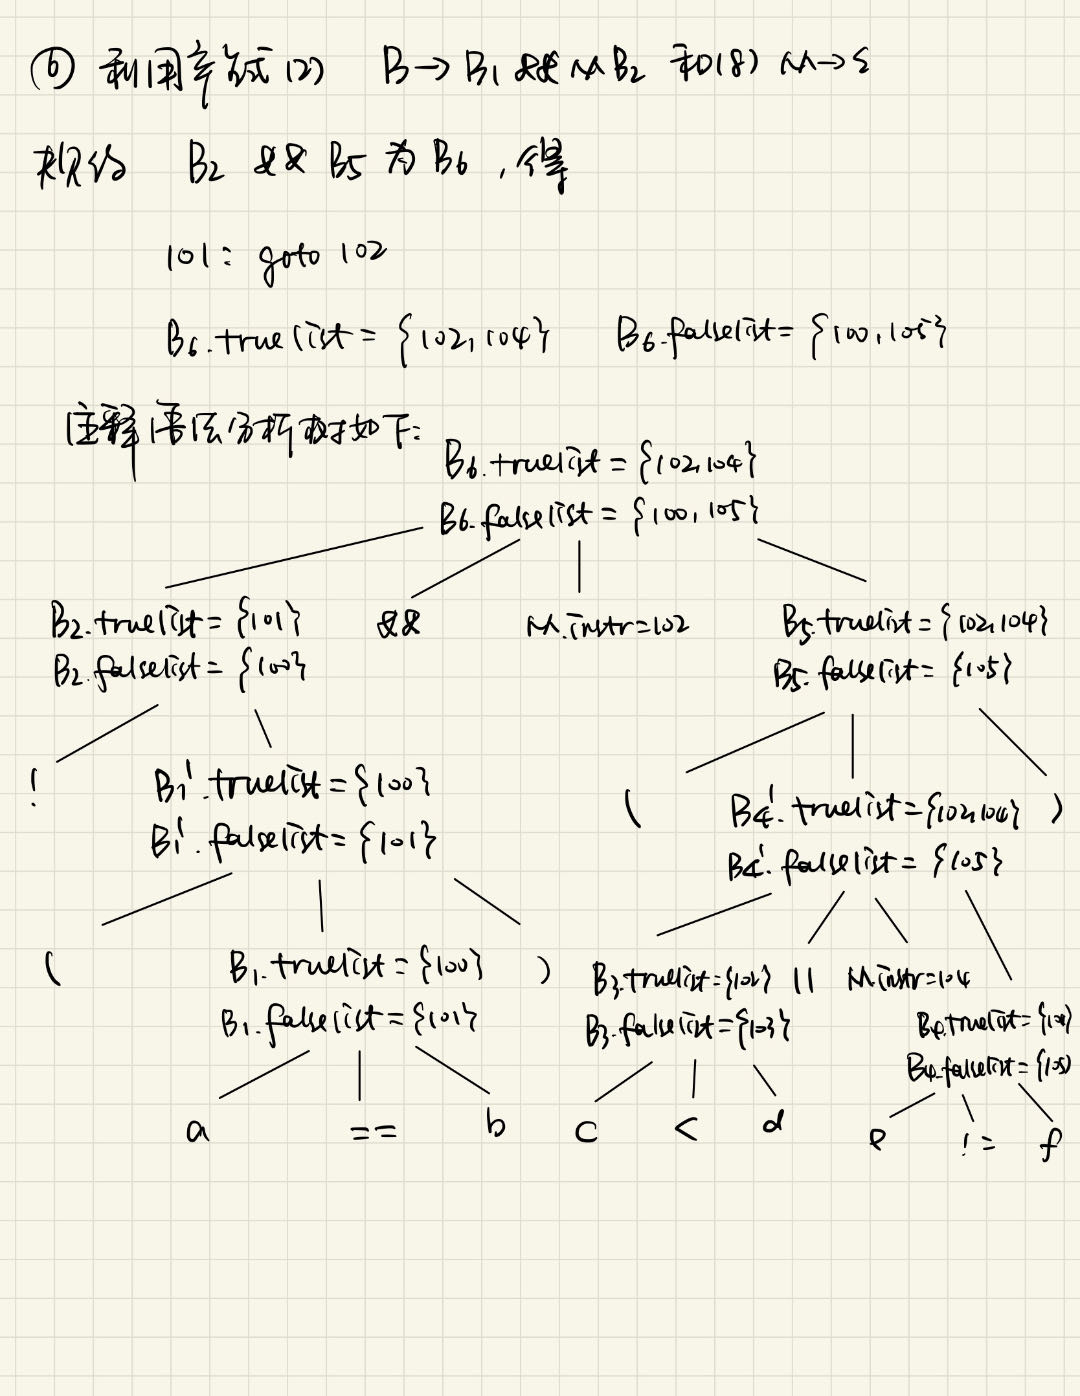 ⑥ 利用产生式(2) B→B₁ && M B₂ 和(8) M→ε
规约 B₂ && B₅ 为 B₆,得
101: goto 102
B₆.truelist = {102,104} B₆.falselist = {100,105}
注释语法分析树如下:
B₆.truelist = {102,104}
B₆.falselist = {100,105}
B₂.truelist = {101} && M.instr=102 B₅.truelist = {102,104}
B₂.falselist = {100} B₅.falselist = {105}
! B₁'.truelist = {100} ( B₄'.truelist = {102,104} )
B₁'.falselist = {101} B₄'.falselist = {105}
( B₁.truelist = {100} ) B₃.truelist = {102} || M.instr=104
B₁.falselist = {101} B₃.falselist = {103} B₄.truelist = {104}
B₄.falselist = {105}
a == b c < d e != f